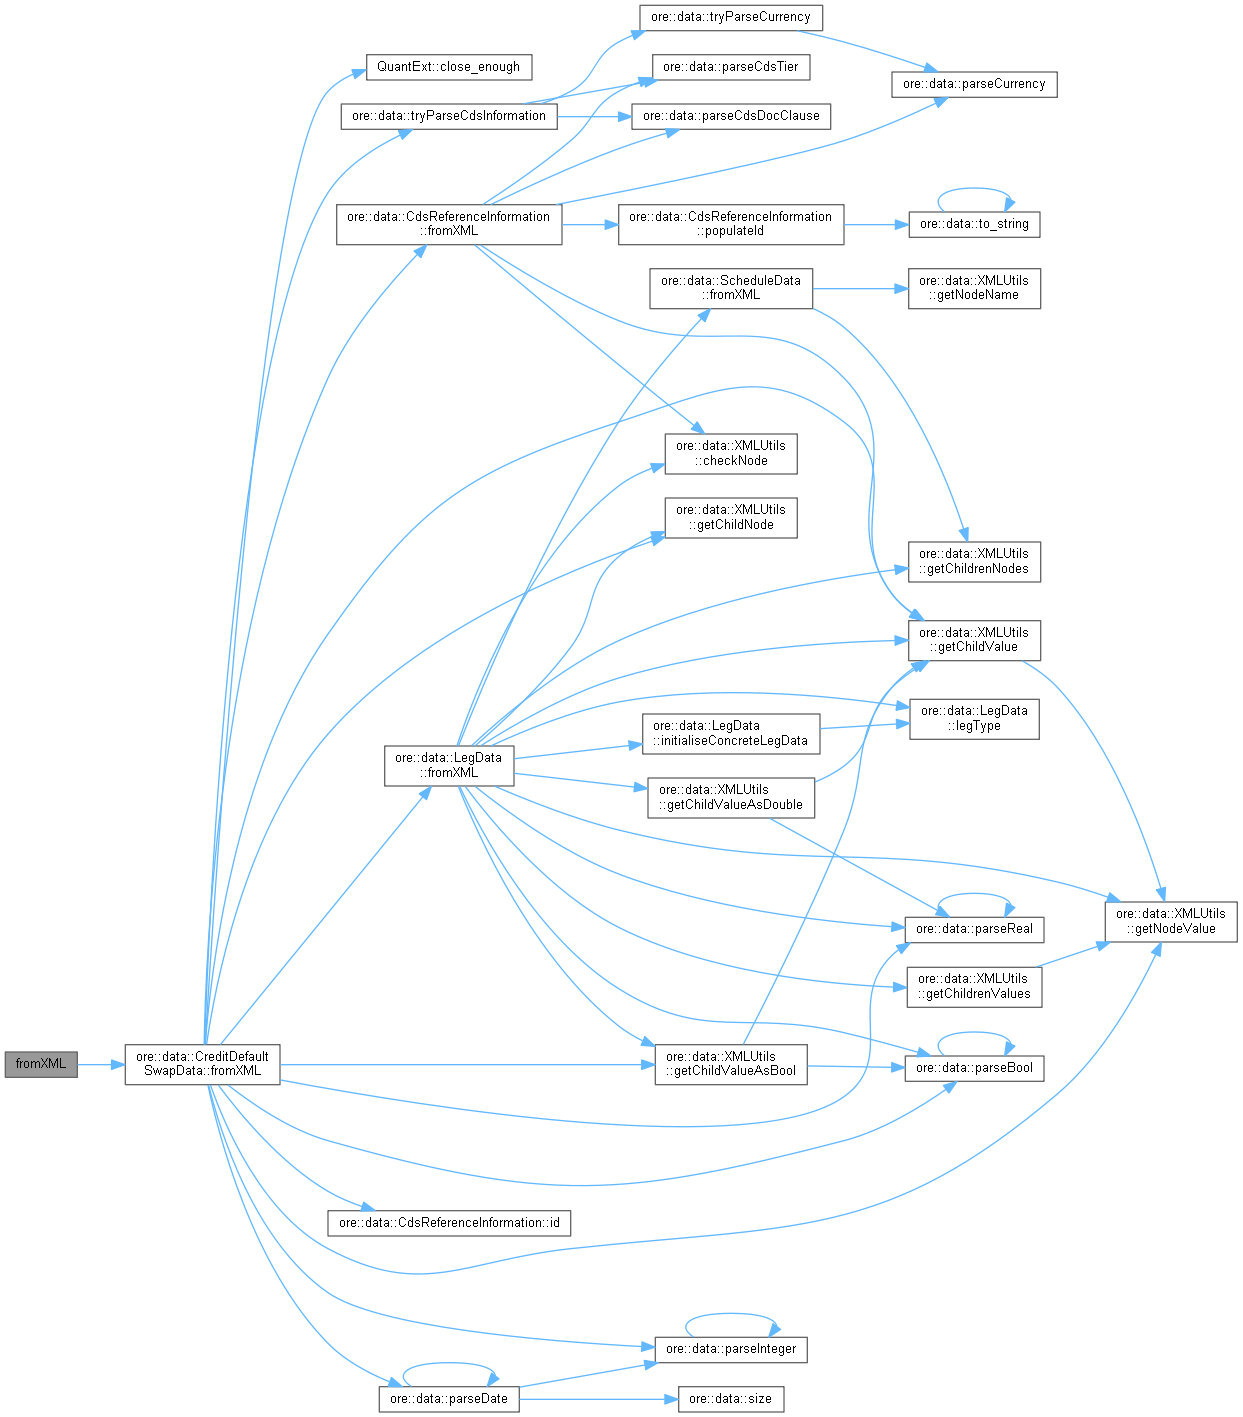 ore::data::tryParseCurrency
QuantExt::close_enough
ore::data::parseCdsTier
ore::data::parseCurrency
ore::data::tryParseCdsInformation
ore::data::parseCdsDocClause
ore::data::CdsReferenceInformation
::fromXML
ore::data::CdsReferenceInformation
::populateId
ore::data::to_string
ore::data::ScheduleData
::fromXML
ore::data::XMLUtils
::getNodeName
ore::data::XMLUtils
::checkNode
ore::data::XMLUtils
::getChildNode
ore::data::XMLUtils
::getChildrenNodes
ore::data::XMLUtils
::getChildValue
ore::data::LegData
::legType
ore::data::LegData
::initialiseConcreteLegData
ore::data::LegData
::fromXML
ore::data::XMLUtils
::getChildValueAsDouble
ore::data::XMLUtils
::getNodeValue
ore::data::parseReal
ore::data::XMLUtils
::getChildrenValues
fromXML
ore::data::CreditDefault
SwapData::fromXML
ore::data::XMLUtils
::getChildValueAsBool
ore::data::parseBool
ore::data::CdsReferenceInformation::id
ore::data::parseInteger
ore::data::parseDate
ore::data::size